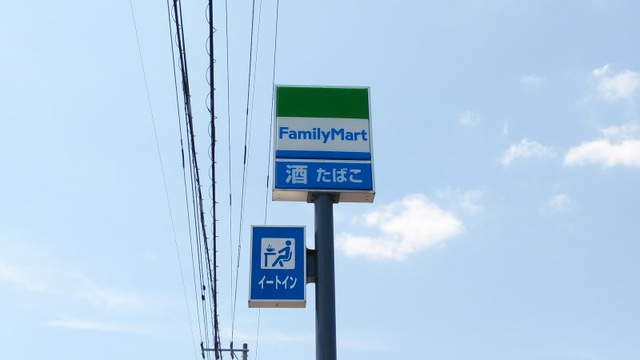 FamilyMart
酒 たばこ
イートイン